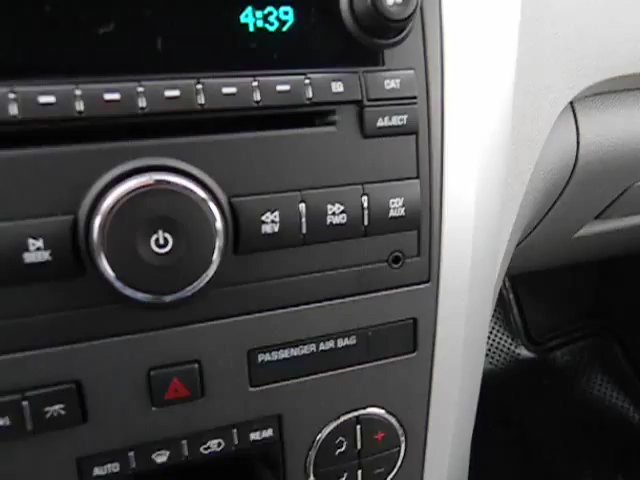 4:39
EQ
CAT
EJECT
SEEK
REV
FWD
CD/
AUX
PASSENGER AIR BAG
AUTO
REAR